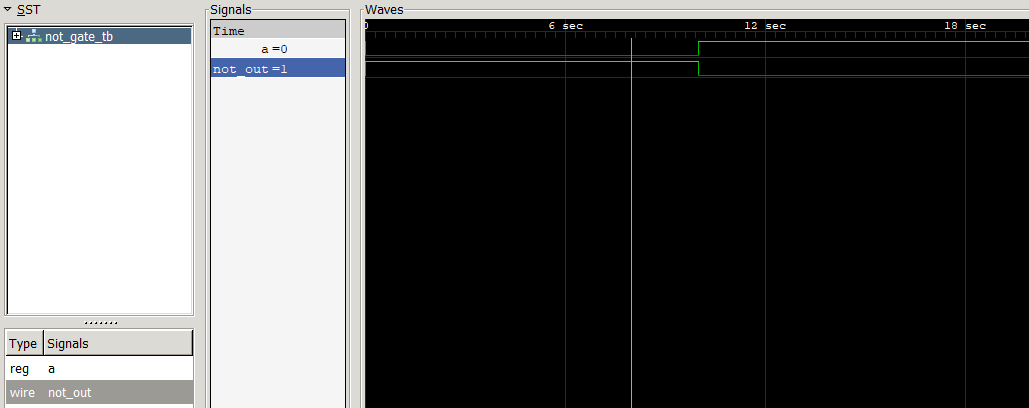 SST
not_gate_tb
Type Signals
reg a
wire not_out
Signals
Time
a=0
not_out=1
Waves
0 6 sec 12 sec 18 sec